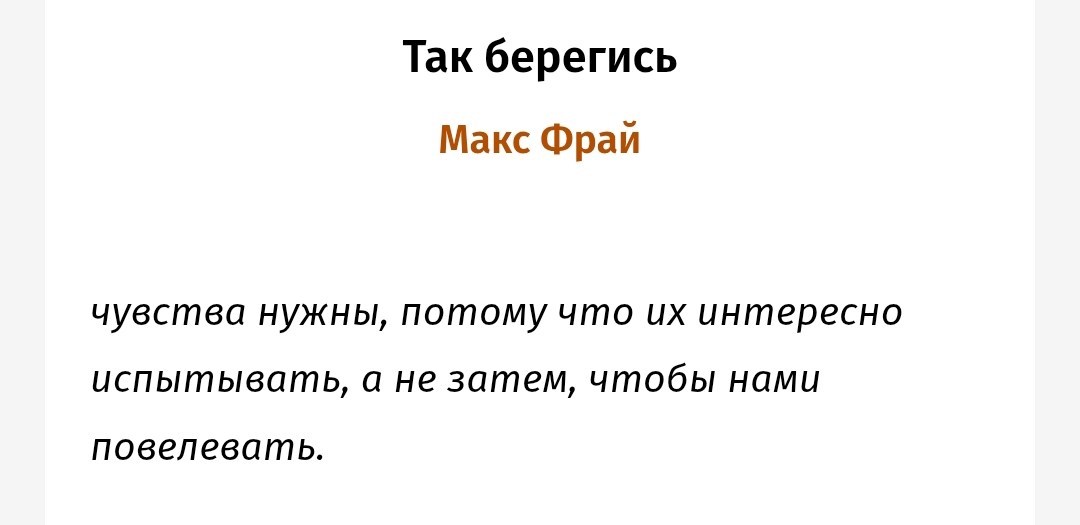 Так берегись
Макс Фрай
чувства нужны, потому что их интересно
испытывать, а не затем, чтобы нами
повелевать.